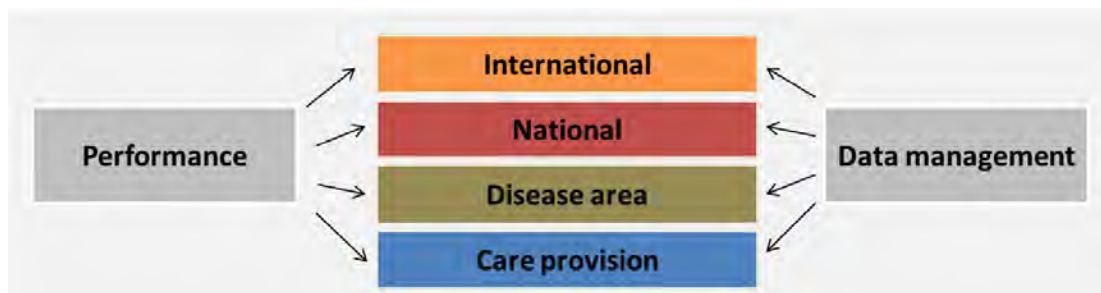 International
National
Performance
Data management
Disease area
Care provision